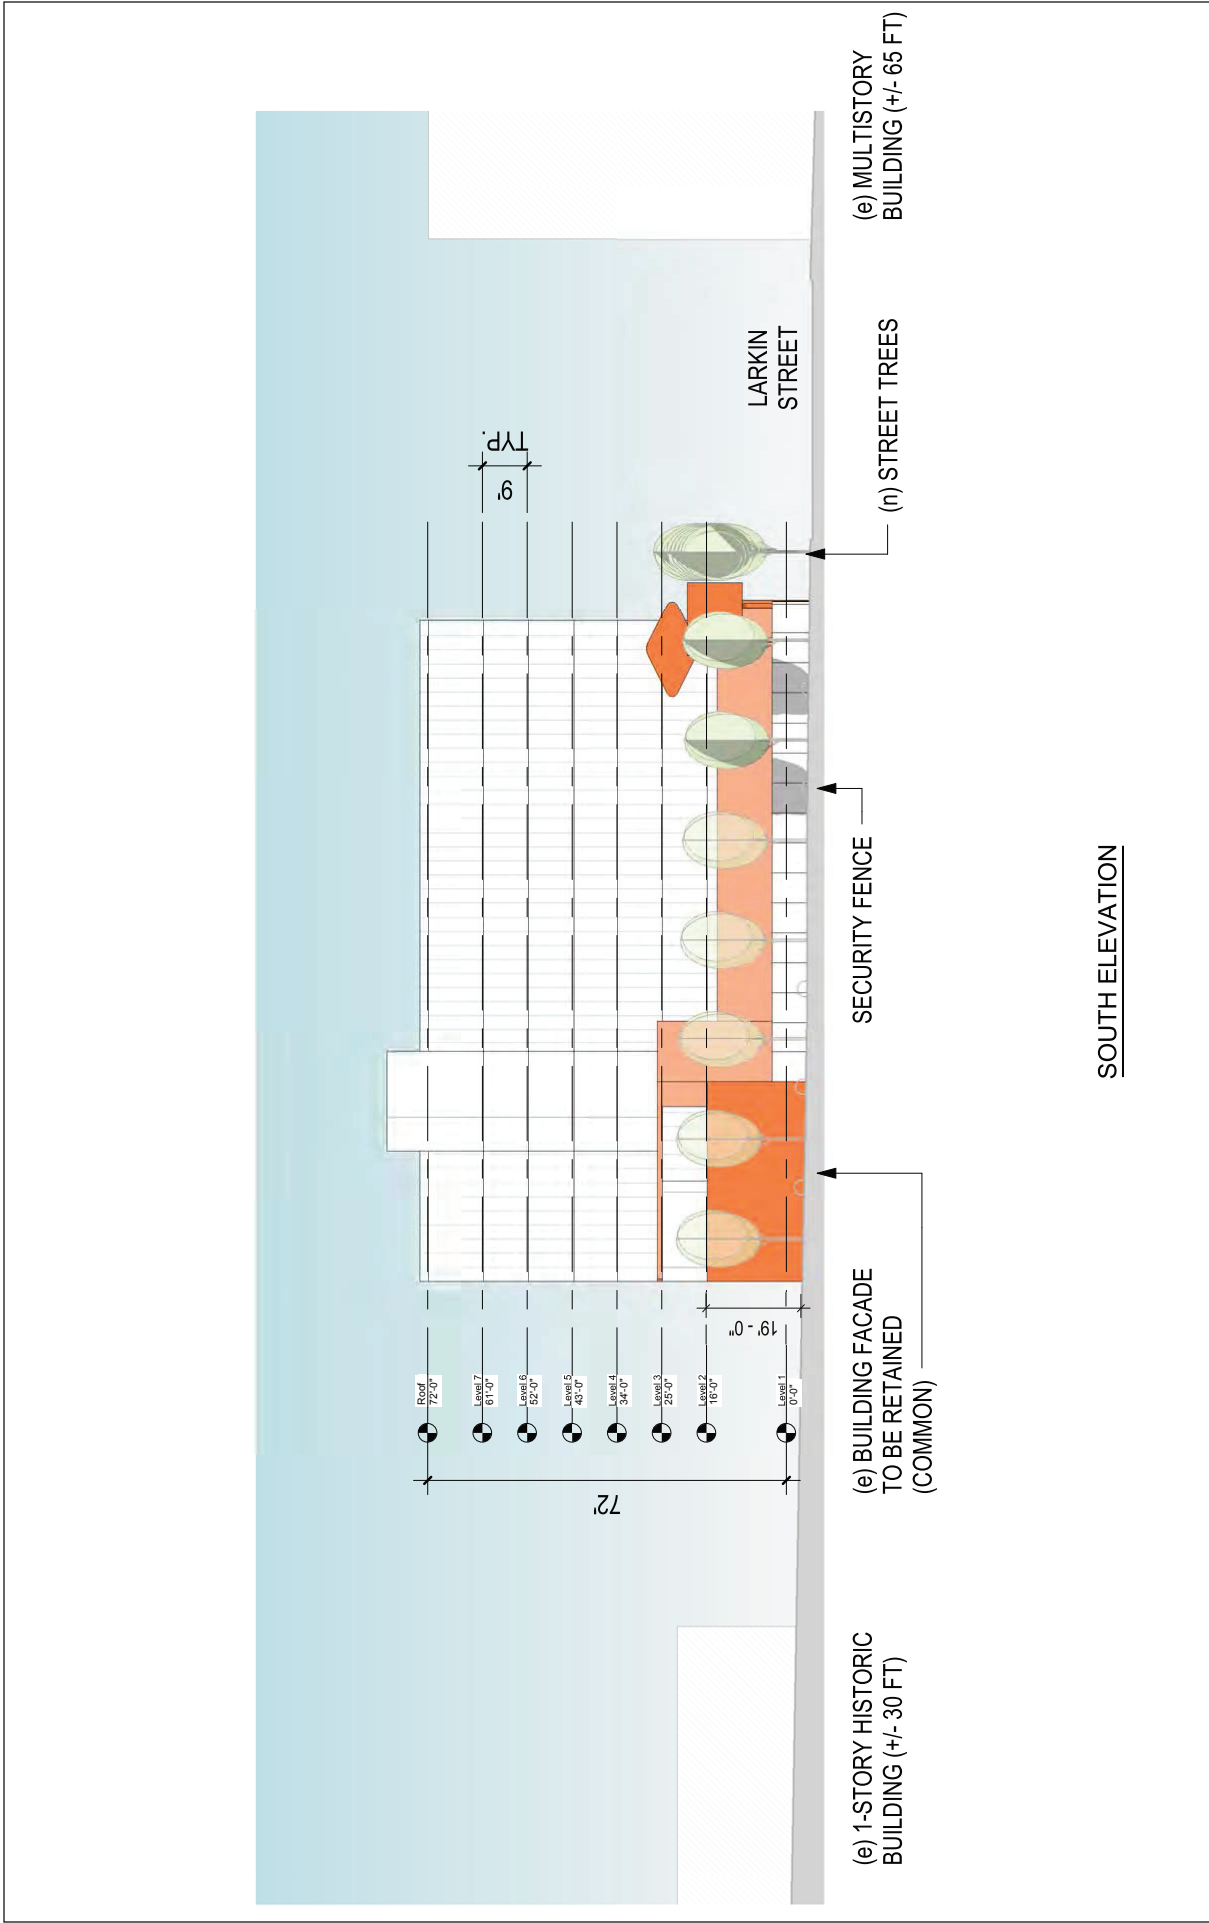 Roof
72'-0"
Level 7
61'-0"
Level 6
52'-0"
Level 5
43'-0"
Level 4
34'-0"
Level 3
25'-0"
Level 2
16'-0"
Level 1
0'-0"
72'
19' - 0"
9'
TYP.
LARKIN
STREET
(e) 1-STORY HISTORIC
BUILDING (+/- 30 FT)
(e) BUILDING FACADE
TO BE RETAINED
(COMMON)
SECURITY FENCE
(n) STREET TREES
(e) MULTISTORY
BUILDING (+/- 65 FT)
SOUTH ELEVATION